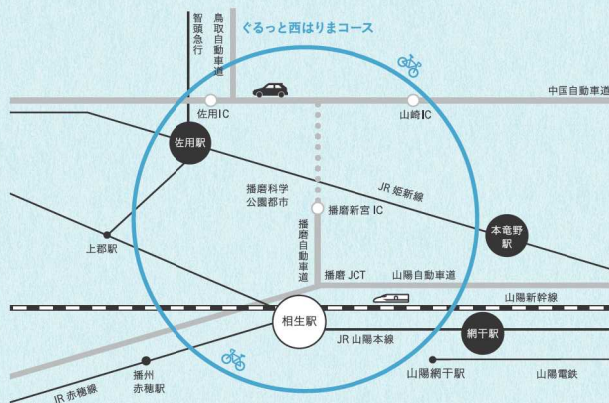 ぐるっと西はりまコース
智頭急行
鳥取自動車道
中国自動車道
佐用IC
山崎IC
佐用駅
播磨科学
公園都市
JR 姫新線
播磨新宮 IC
本竜野
駅
上郡駅
播磨自動車道
播磨 JCT
山陽自動車道
山陽新幹線
相生駅
JR 山陽本線
網干駅
播州
赤穂駅
JR 赤穂線
山陽網干駅
山陽電鉄